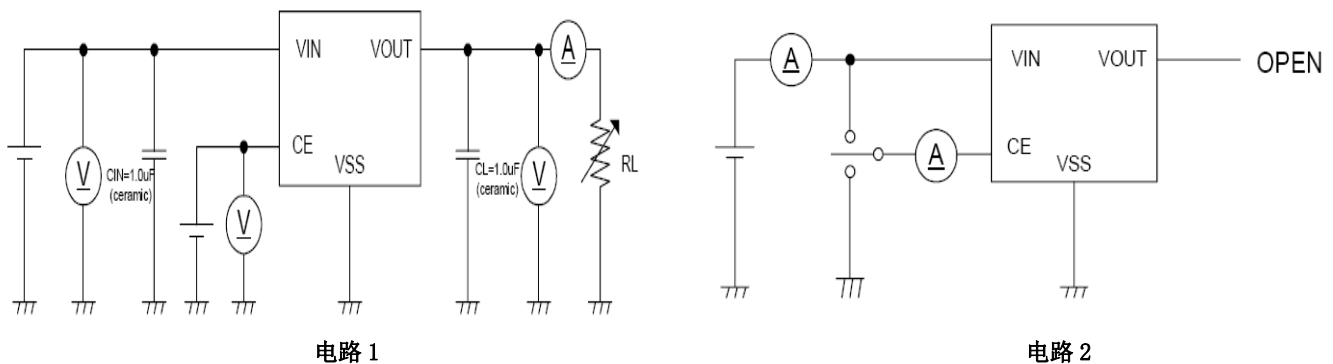 VIN VOUT
CE
VSS
V
CIN=1.0uF
(ceramic)
V
CL=1.0uF
(ceramic)
V
A
RL
电路 1
A
VIN VOUT
OPEN
A
CE
VSS
电路 2